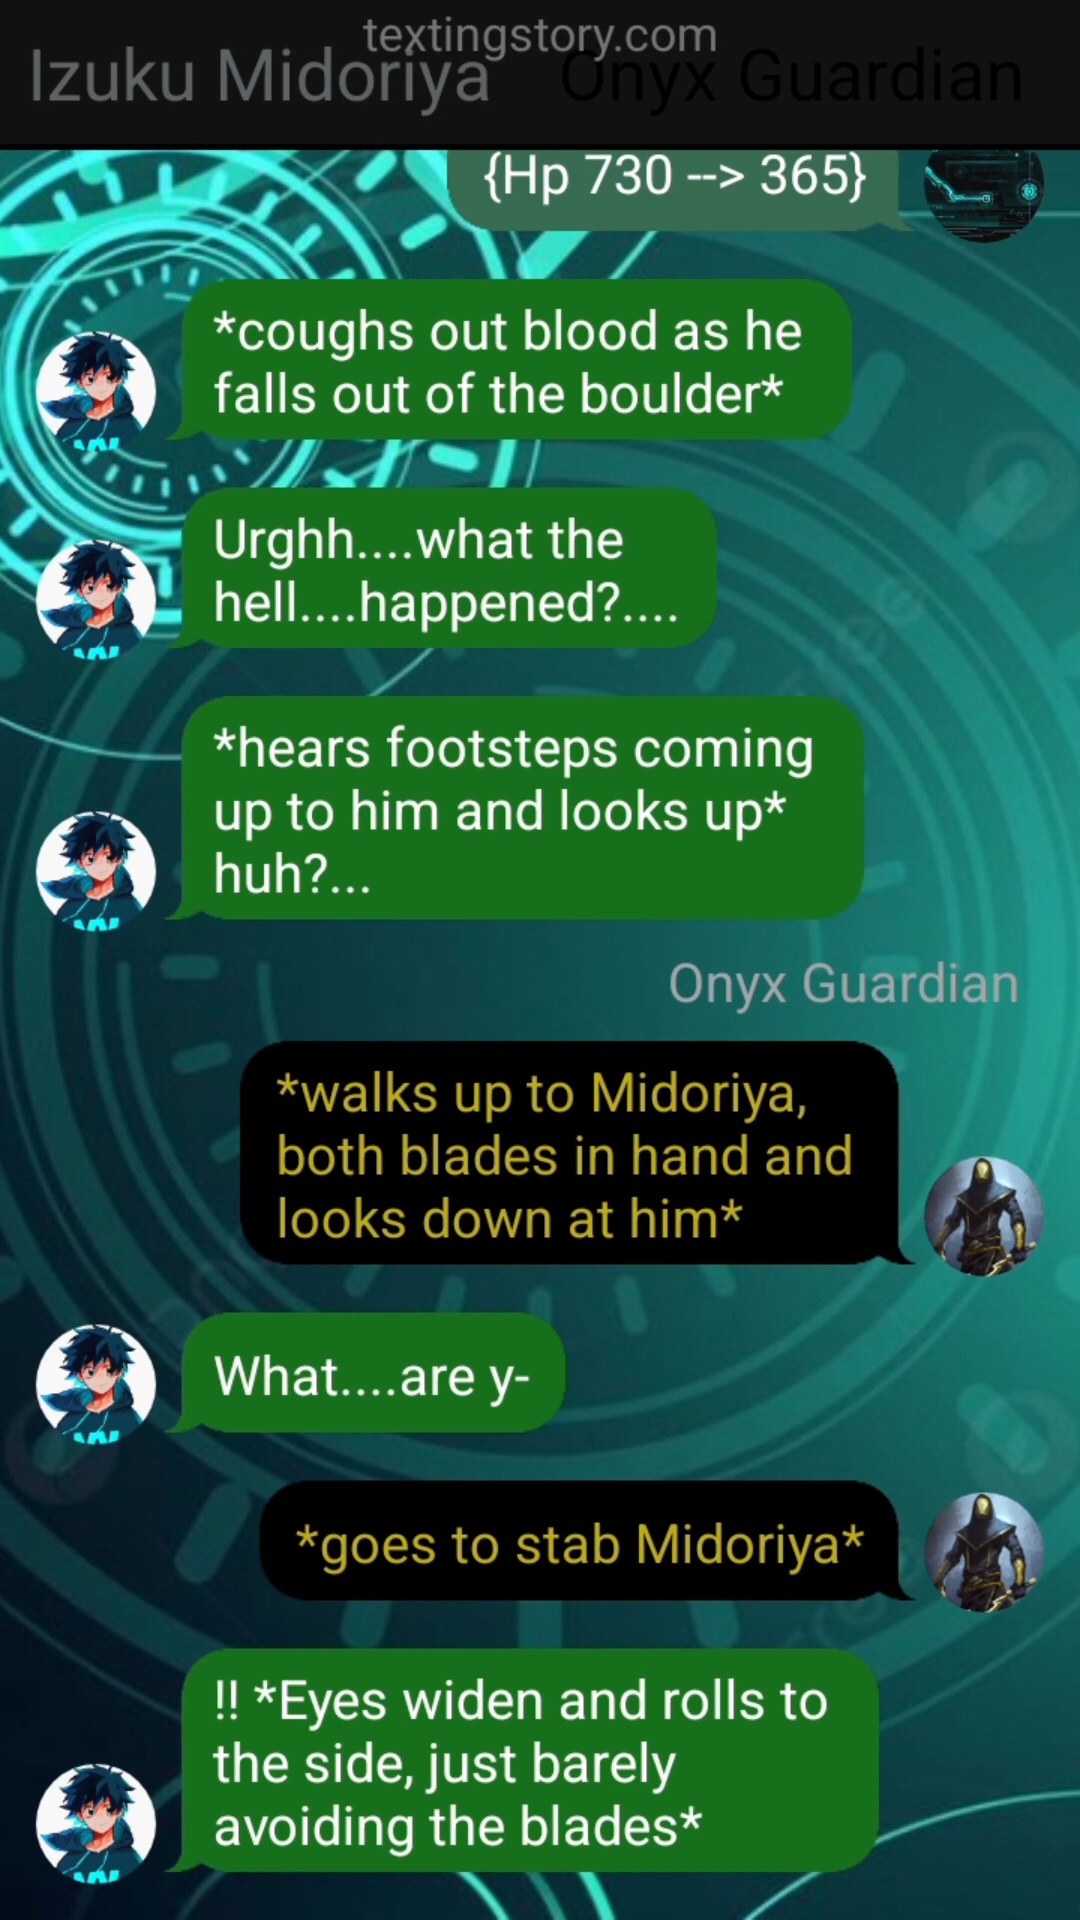 textingstory.com
Izuku Midoriya Onyx Guardian
{Hp 730 --> 365}
*coughs out blood as he
falls out of the boulder*
Urghh....what the
hell....happened?....
*hears footsteps coming
up to him and looks up*
huh?...
Onyx Guardian
*walks up to Midoriya,
both blades in hand and
looks down at him*
What....are y-
*goes to stab Midoriya*
!! *Eyes widen and rolls to
the side, just barely
avoiding the blades*